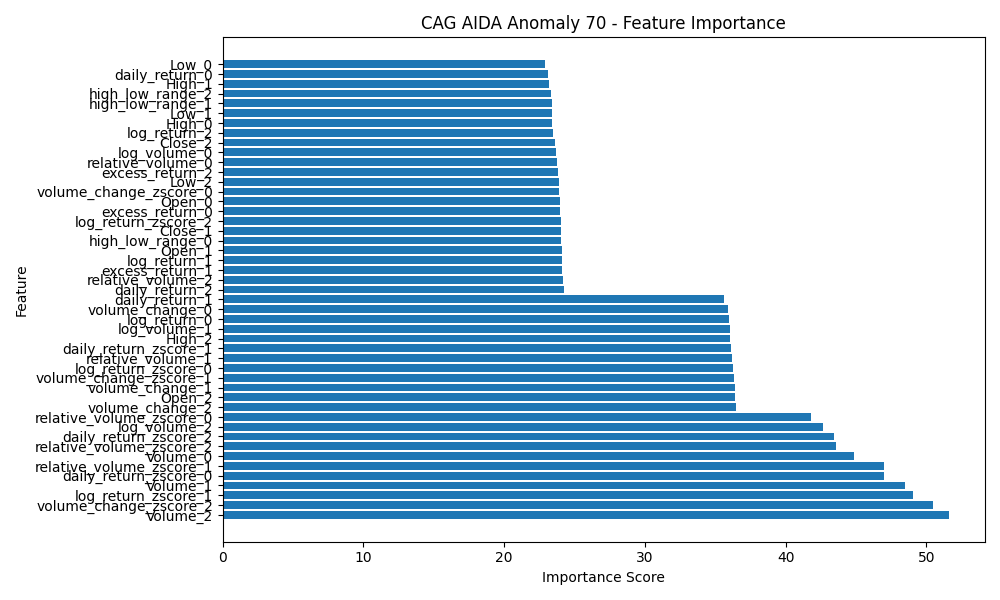 CAG AIDA Anomaly 70 - Feature Importance
Low_0
daily_return_0
High_1
high_low_range_2
high_low_range_1
Low_1
High_0
log_return_2
Close_2
log_volume_0
relative_volume_0
excess_return_2
Low_2
volume_change_zscore_0
Open_0
excess_return_0
log_return_zscore_2
Close_1
high_low_range_0
Open_1
log_return_1
excess_return_1
relative_volume_2
daily_return_2
daily_return_1
volume_change_0
log_return_0
log_volume_1
High_2
daily_return_zscore_1
relative_volume_1
log_return_zscore_0
volume_change_zscore_1
volume_change_1
Open_2
volume_change_2
relative_volume_zscore_0
log_volume_2
daily_return_zscore_2
relative_volume_zscore_2
Volume_0
relative_volume_zscore_1
daily_return_zscore_0
Volume_1
log_return_zscore_1
volume_change_zscore_2
Volume_2
Feature
0 10 20 30 40 50
Importance Score